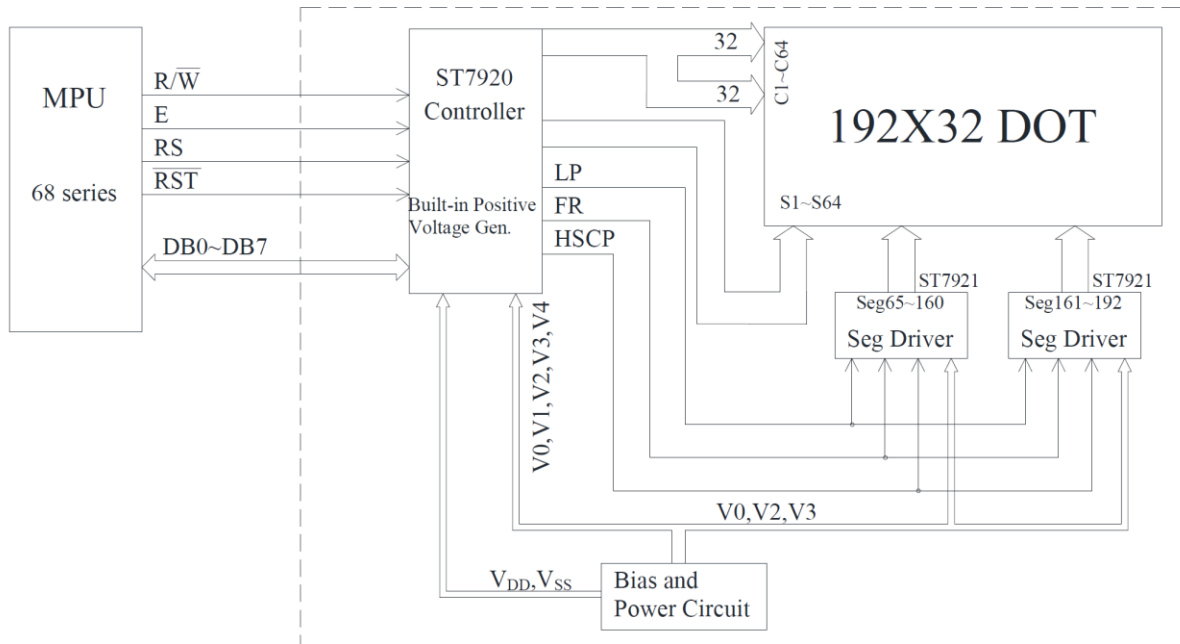 MPU
68 series
R/W̅
E
RS
R̅S̅T̅
DB0~DB7
ST7920
Controller
Built-in Positive
Voltage Gen.
LP
FR
HSCP
32
32
C1~C64
192X32 DOT
S1~S64
ST7921
Seg65~160
Seg Driver
ST7921
Seg161~192
Seg Driver
V0,V1,V2,V3,V4
V0,V2,V3
VDD,VSS
Bias and
Power Circuit